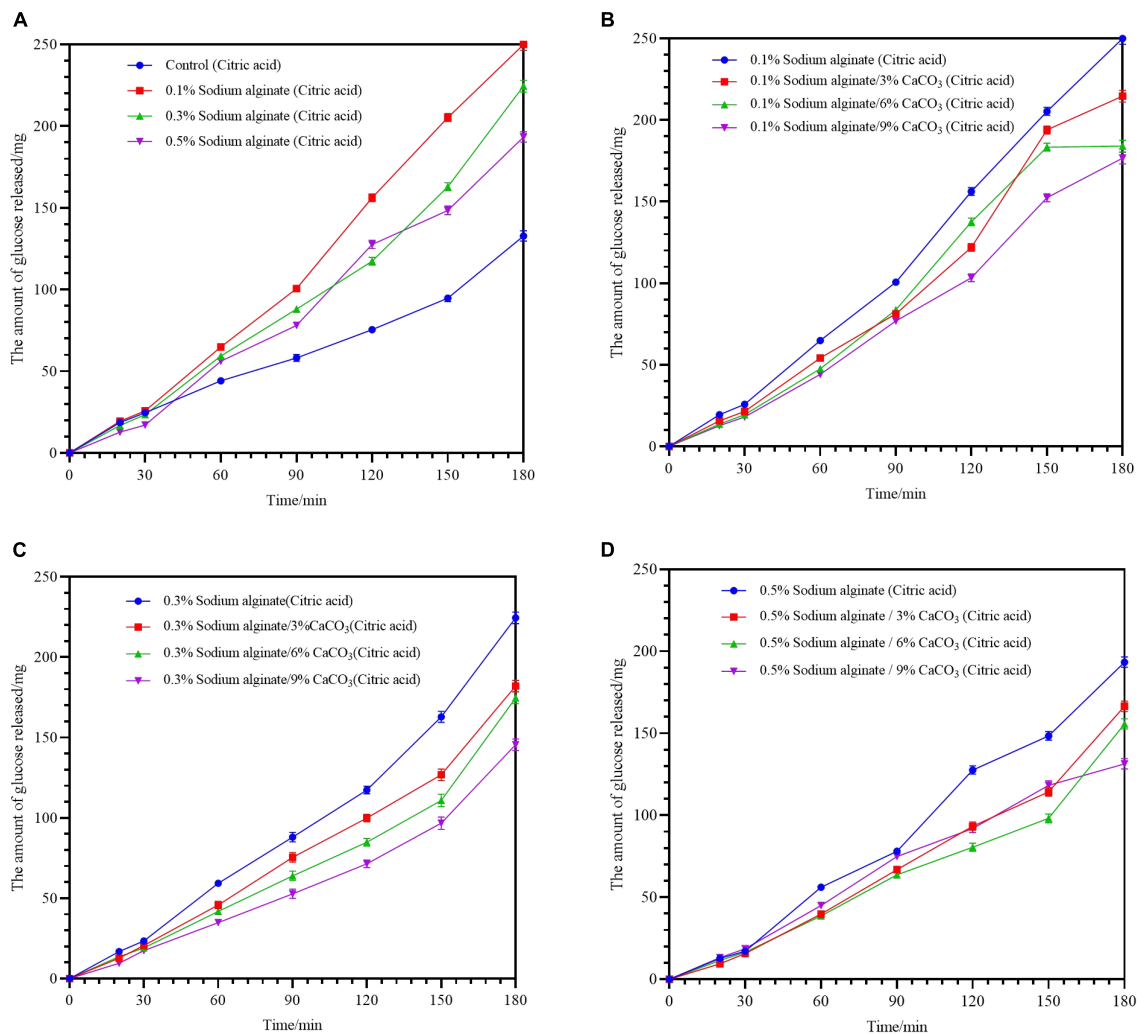 A
The amount of glucose released/mg
250
200
150
100
50
0
Control (Citric acid)
0.1% Sodium alginate (Citric acid)
0.3% Sodium alginate (Citric acid)
0.5% Sodium alginate (Citric acid)
0 30 60 90 120 150 180
Time/min
B
The amount of glucose released/mg
250
200
150
100
50
0
0.1% Sodium alginate (Citric acid)
0.1% Sodium alginate/3% CaCO₃ (Citric acid)
0.1% Sodium alginate/6% CaCO₃ (Citric acid)
0.1% Sodium alginate/9% CaCO₃ (Citric acid)
0 30 60 90 120 150 180
Time/min
C
The amount of glucose released/mg
250
200
150
100
50
0
0.3% Sodium alginate(Citric acid)
0.3% Sodium alginate/3%CaCO₃(Citric acid)
0.3% Sodium alginate/6% CaCO₃(Citric acid)
0.3% Sodium alginate/9% CaCO₃(Citric acid)
0 30 60 90 120 150 180
Time/min
D
The amount of glucose released/mg
250
200
150
100
50
0
0.5% Sodium alginate (Citric acid)
0.5% Sodium alginate / 3% CaCO₃ (Citric acid)
0.5% Sodium alginate / 6% CaCO₃ (Citric acid)
0.5% Sodium alginate / 9% CaCO₃ (Citric acid)
0 30 60 90 120 150 180
Time/min